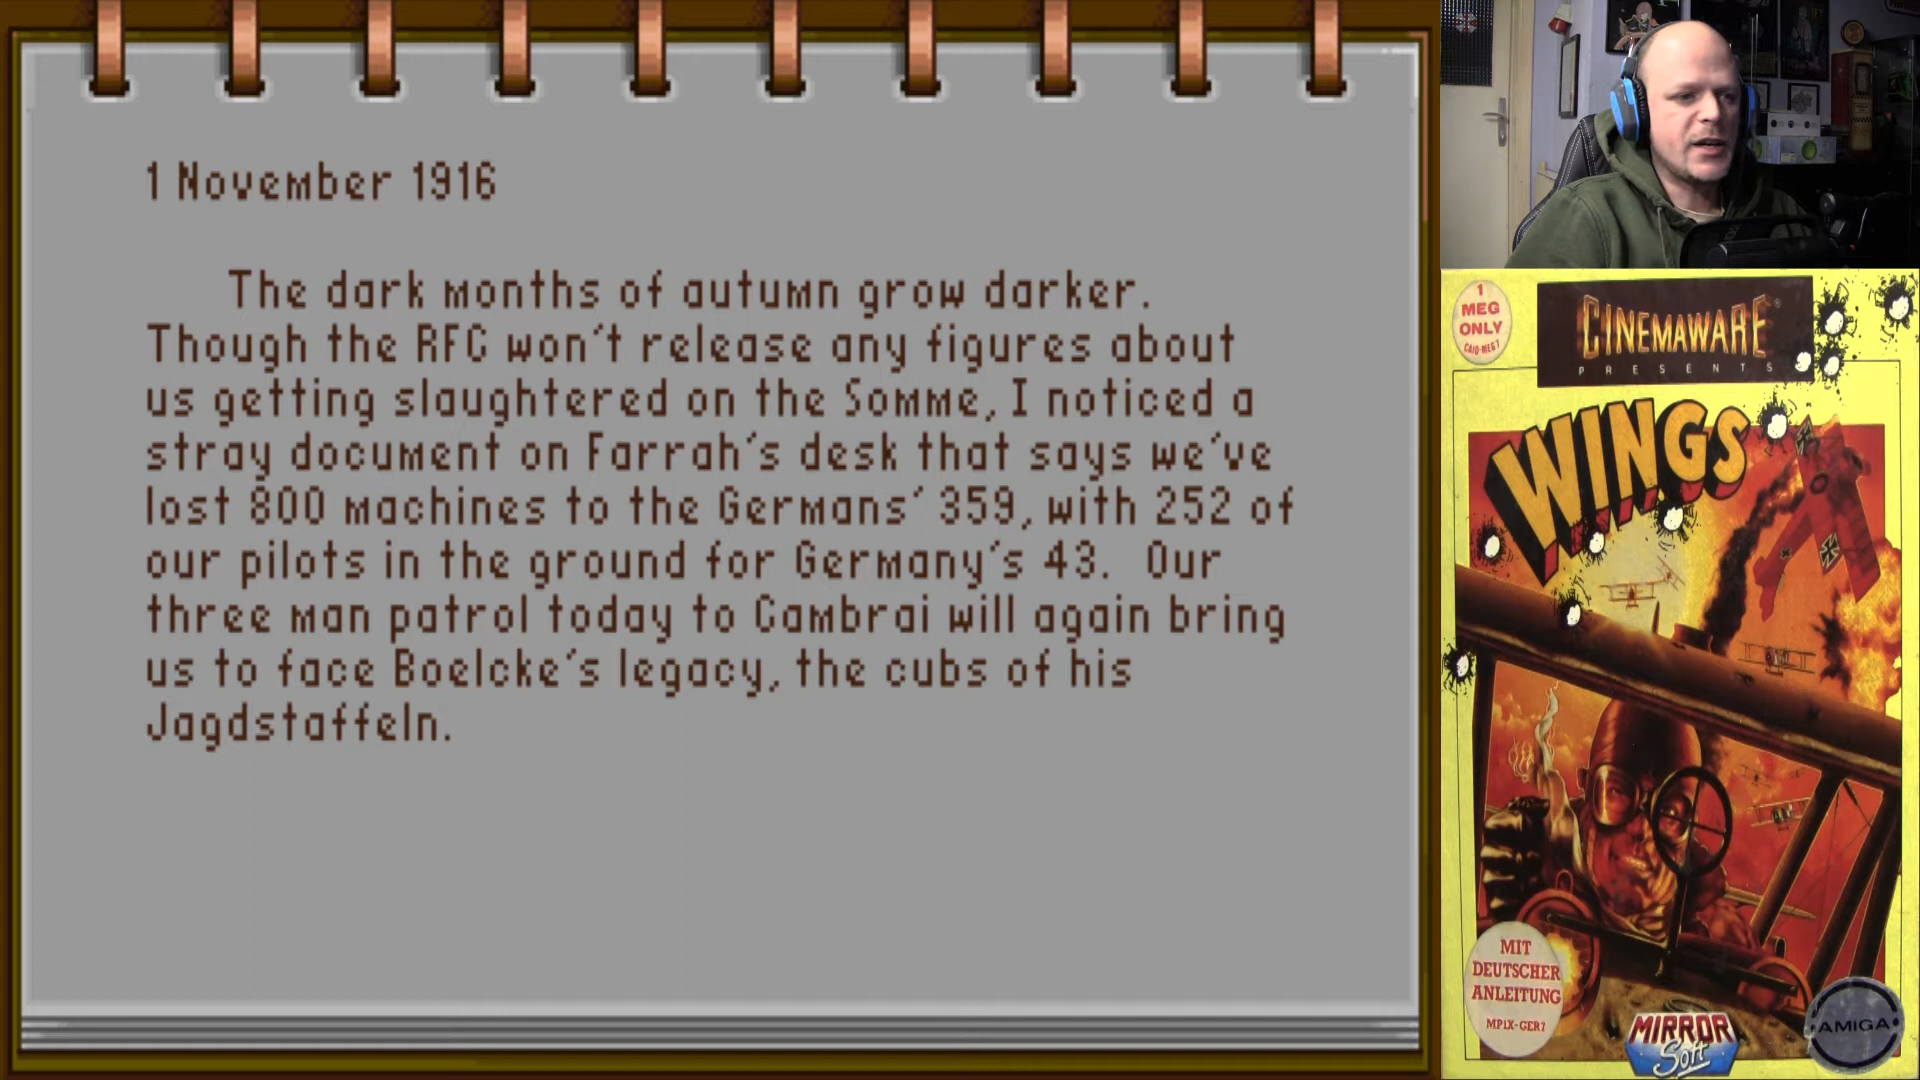 1 November 1916
The dark months of autumn grow darker.
Though the RFC won't release any figures about
us getting slaughtered on the Somme, I noticed a
stray document on Farrah's desk that says we've
lost 800 machines to the Germans' 359, with 252 of
our pilots in the ground for Germany's 43. Our
three man patrol today to Cambrai will again bring
us to face Boelcke's legacy, the cubs of his
Jagdstaffeln.
1
MEG
ONLY
CAIO-MEG7
CINEMAWARE
PRESENTS
WINGS
MIT
DEUTSCHER
ANLEITUNG
MPIX-GER7
MIRROR
Soft
AMIGA